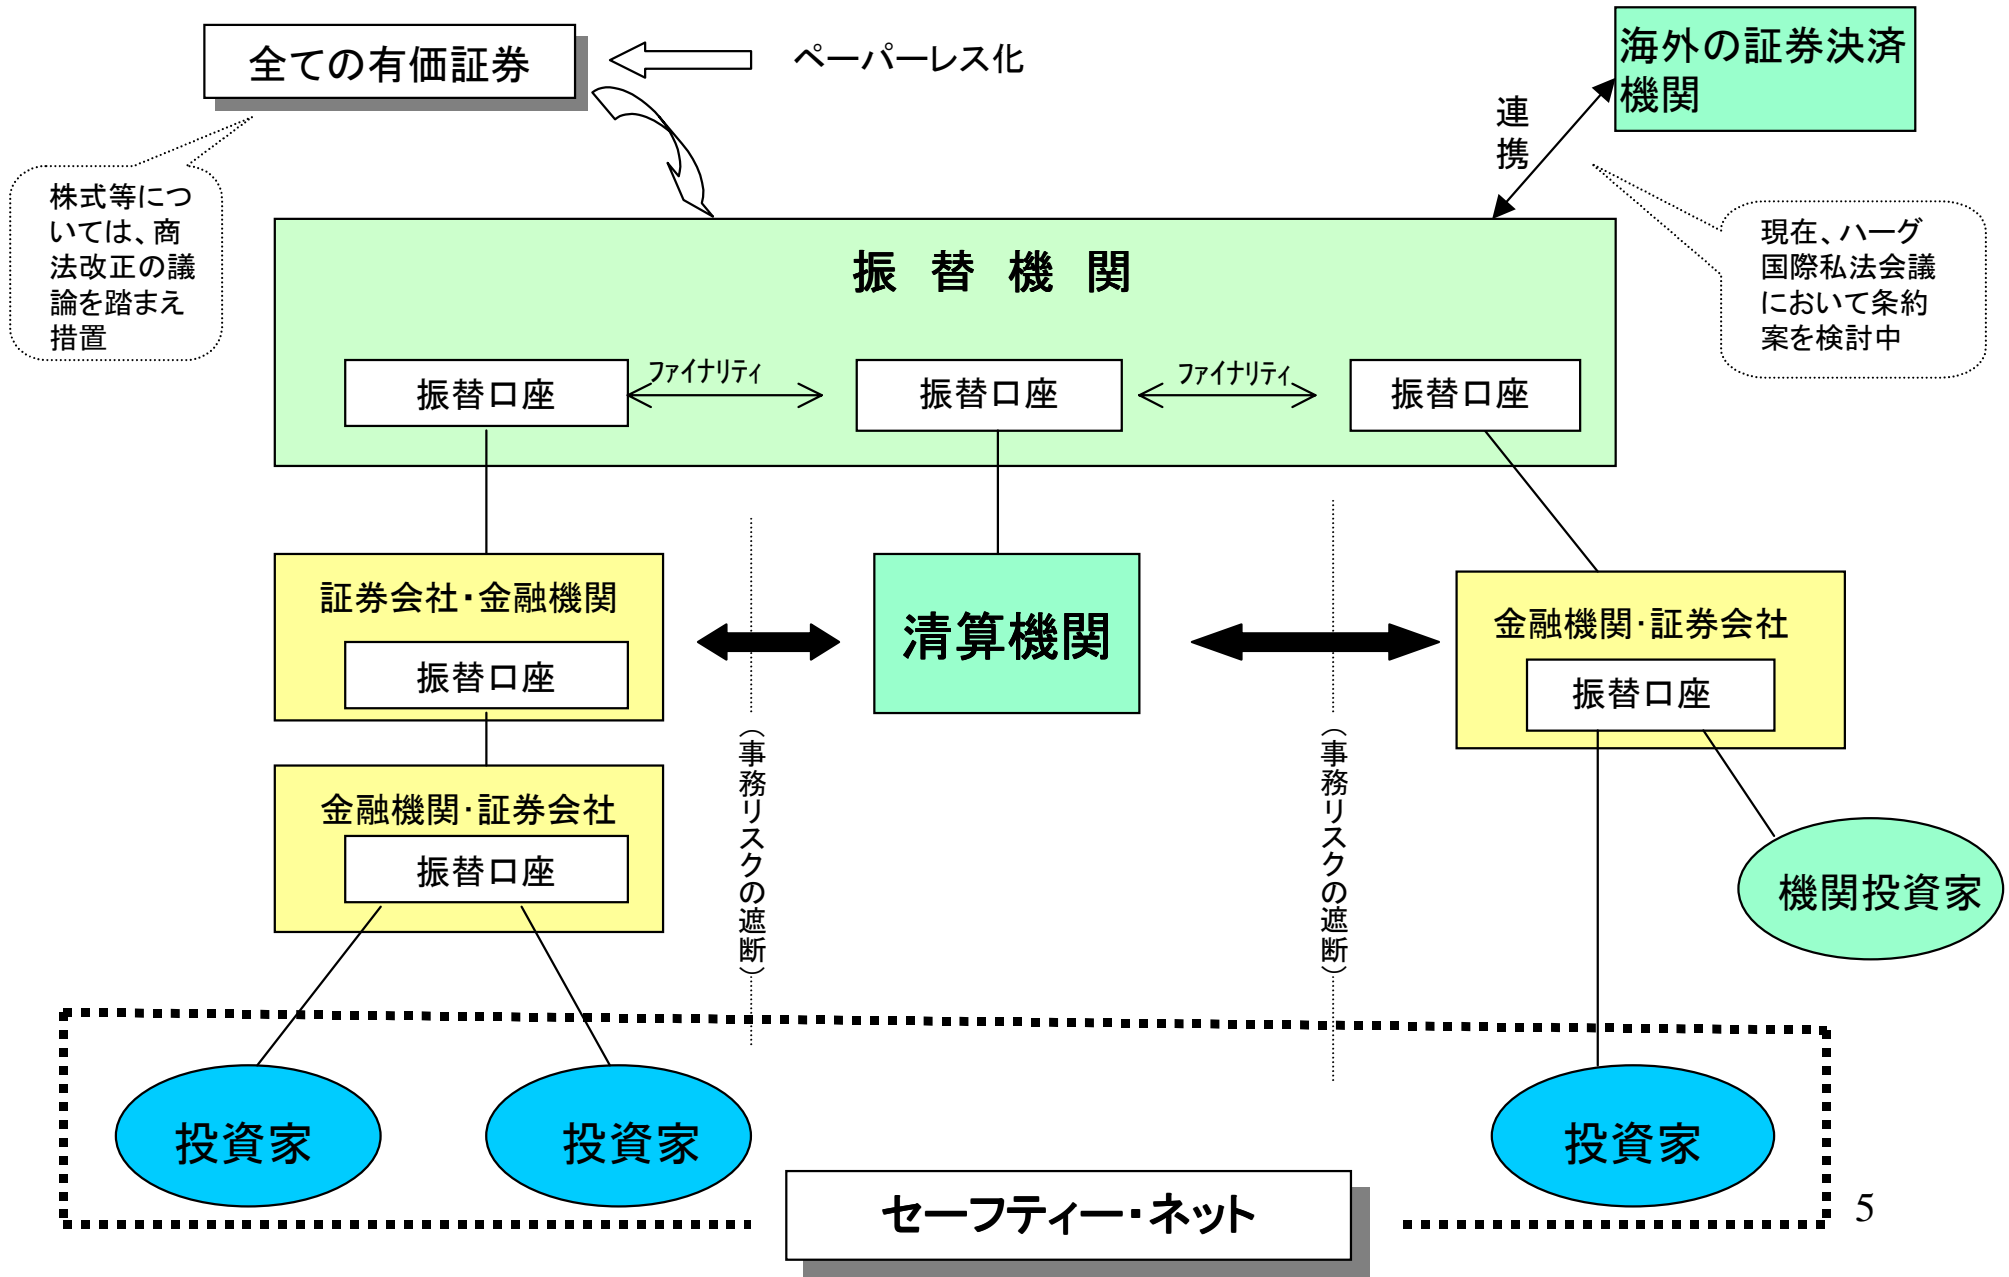 全ての有価証券
ペーパーレス化
海外の証券決済
機関
連
携
株式等につ
いては、商
法改正の議
論を踏まえ
措置
現在、ハーグ
国際私法会議
において条約
案を検討中
振 替 機 関
振替口座
ファイナリティ
振替口座
ファイナリティ
振替口座
証券会社・金融機関
振替口座
清算機関
金融機関・証券会社
振替口座
（事務リスクの遮断）
（事務リスクの遮断）
金融機関・証券会社
振替口座
機関投資家
投資家
投資家
投資家
セーフティー・ネット
5